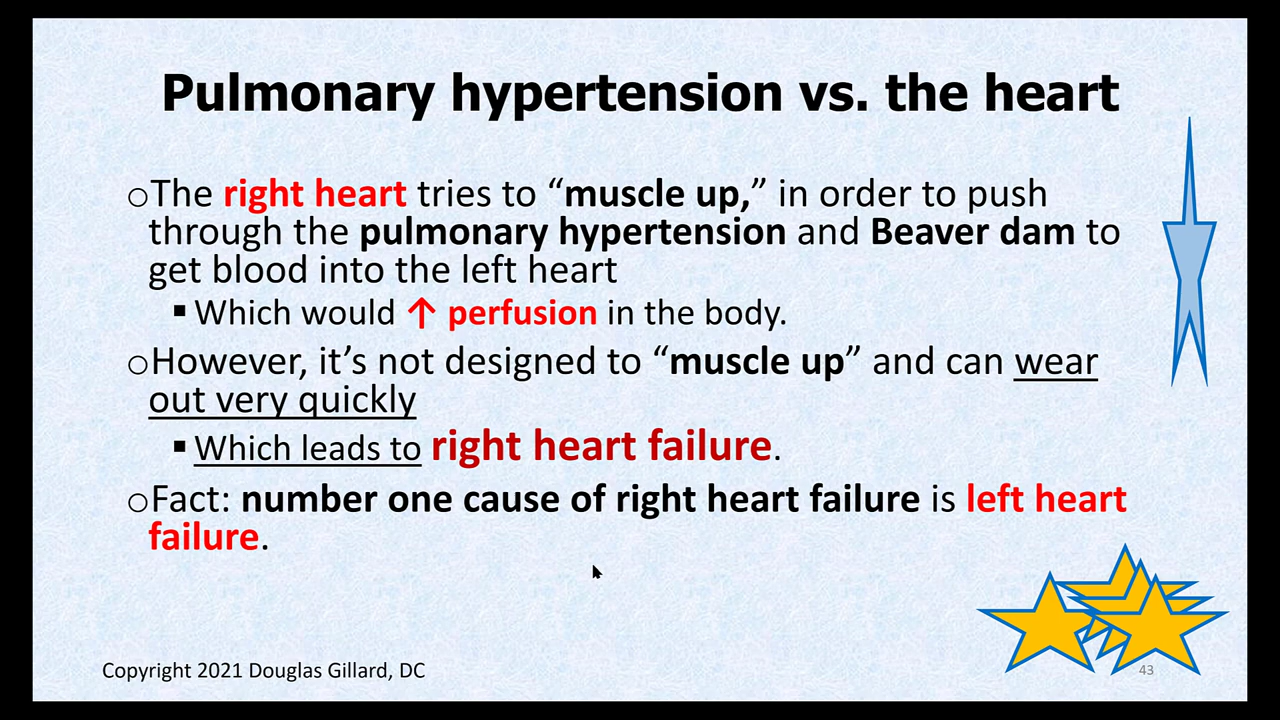 Pulmonary hypertension vs. the heart
oThe right heart tries to “muscle up,” in order to push
through the pulmonary hypertension and Beaver dam to
get blood into the left heart
▪ Which would ↑ perfusion in the body.
oHowever, it’s not designed to “muscle up” and can wear
out very quickly
▪ Which leads to right heart failure.
oFact: number one cause of right heart failure is left heart
failure.
Copyright 2021 Douglas Gillard, DC
43